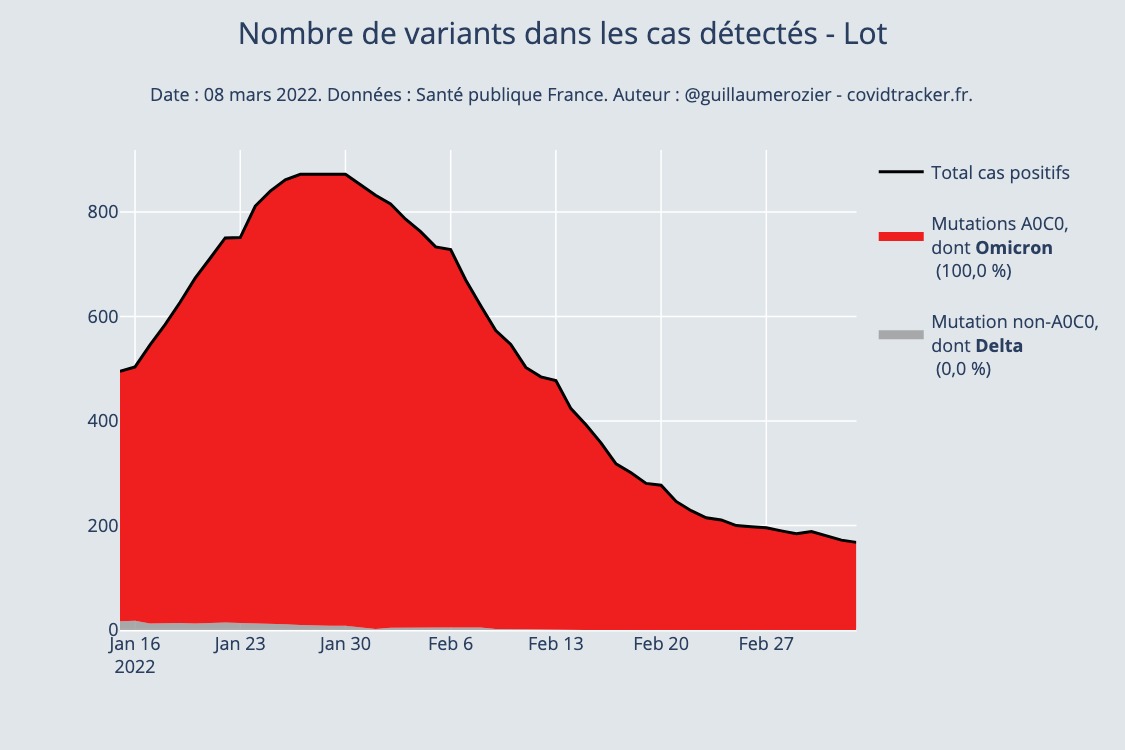 Nombre de variants dans les cas détectés - Lot
Date : 08 mars 2022. Données : Santé publique France. Auteur : @guillaumerozier - covidtracker.fr.
Total cas positifs
Mutations A0C0,
dont Omicron
(100,0 %)
Mutation non-A0C0,
dont Delta
(0,0 %)
800
600
400
200
0
Jan 16 Jan 23 Jan 30 Feb 6 Feb 13 Feb 20 Feb 27
2022